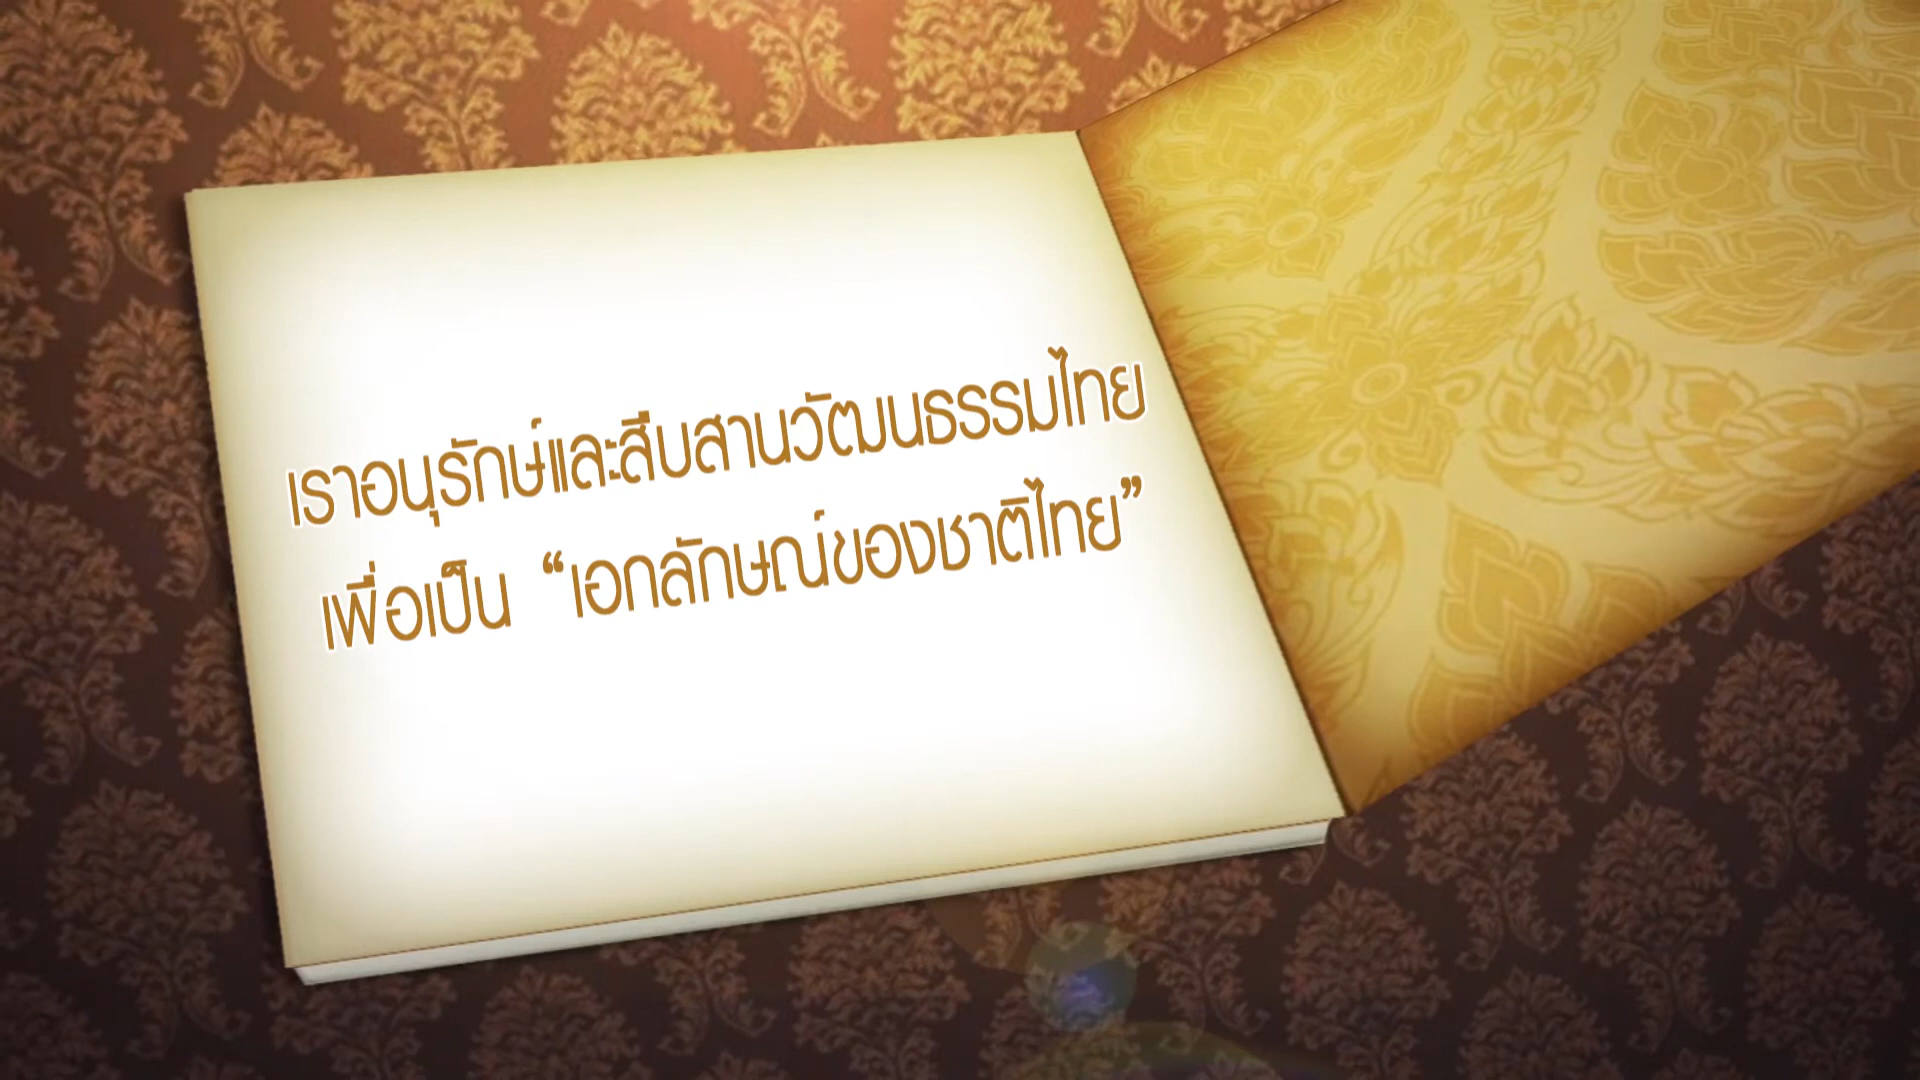 เราอนุรักษ์และสืบสานวัฒนธรรมไทย
เพื่อเป็น “เอกลักษณ์ของชาติไทย”